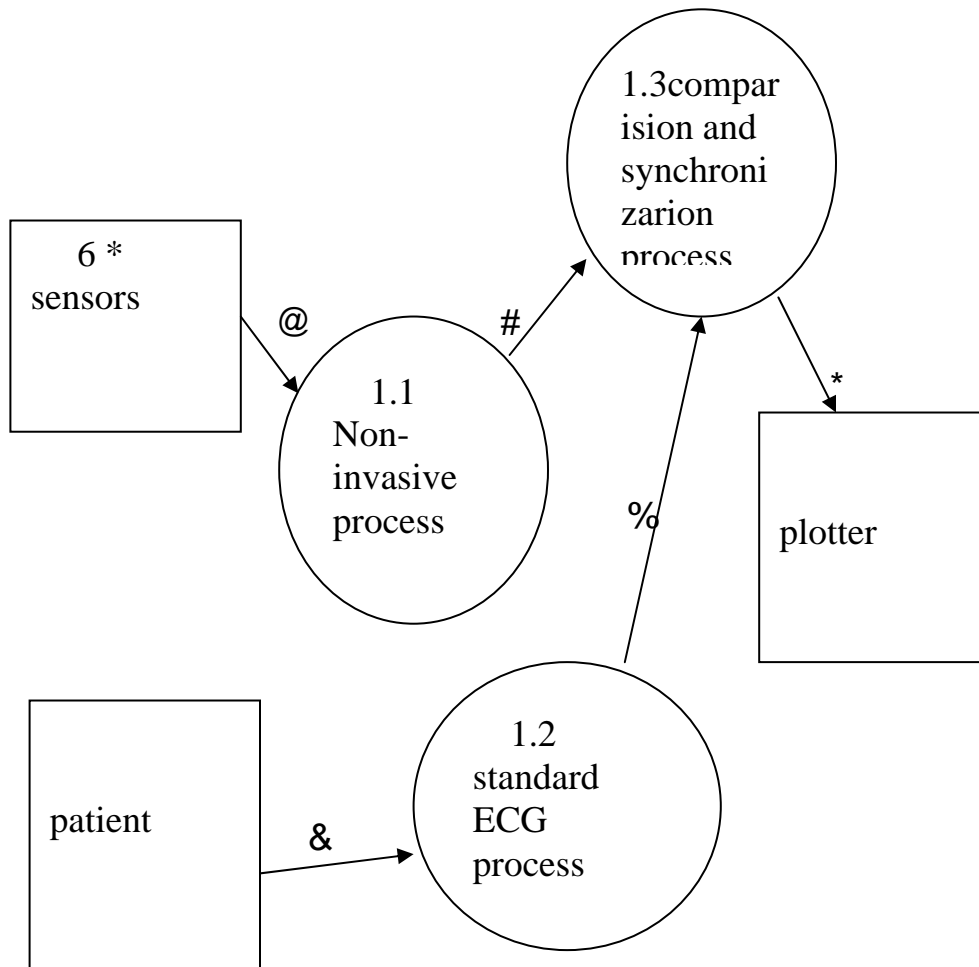 1.3compar
ision and
synchroni
zarion
process
6 *
sensors
@
#
1.1
Non-
invasive
process
*
%
plotter
1.2
standard
ECG
process
patient
&